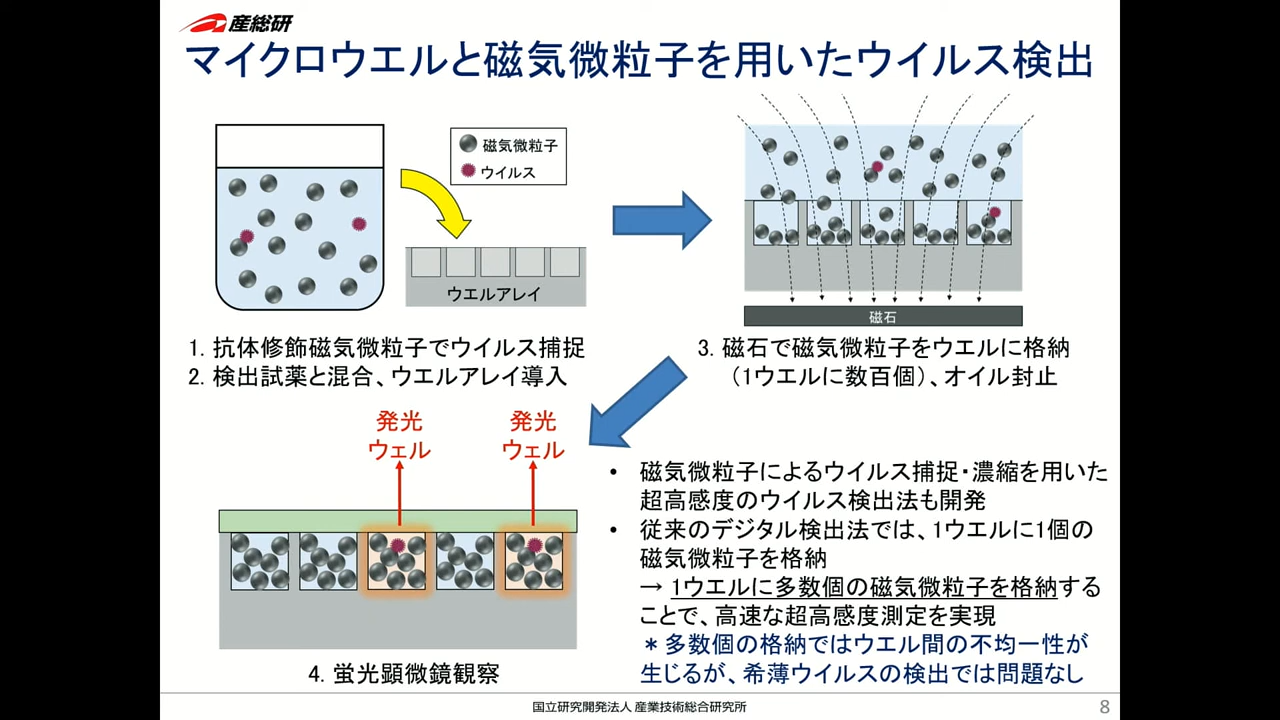 産総研
マイクロウエルと磁気微粒子を用いたウイルス検出
磁気微粒子
ウイルス
ウエルアレイ
1. 抗体修飾磁気微粒子でウイルス捕捉
2. 検出試薬と混合、ウエルアレイ導入
磁石
3. 磁石で磁気微粒子をウエルに格納
（1ウエルに数百個）、オイル封止
発光
ウェル
発光
ウェル
4. 蛍光顕微鏡観察
• 磁気微粒子によるウイルス捕捉・濃縮を用いた
超高感度のウイルス検出法も開発
• 従来のデジタル検出法では、1ウエルに1個の
磁気微粒子を格納
→ 1ウエルに多数個の磁気微粒子を格納する
ことで、高速な超高感度測定を実現
＊多数個の格納ではウエル間の不均一性が
生じるが、希薄ウイルスの検出では問題なし
国立研究開発法人 産業技術総合研究所
8